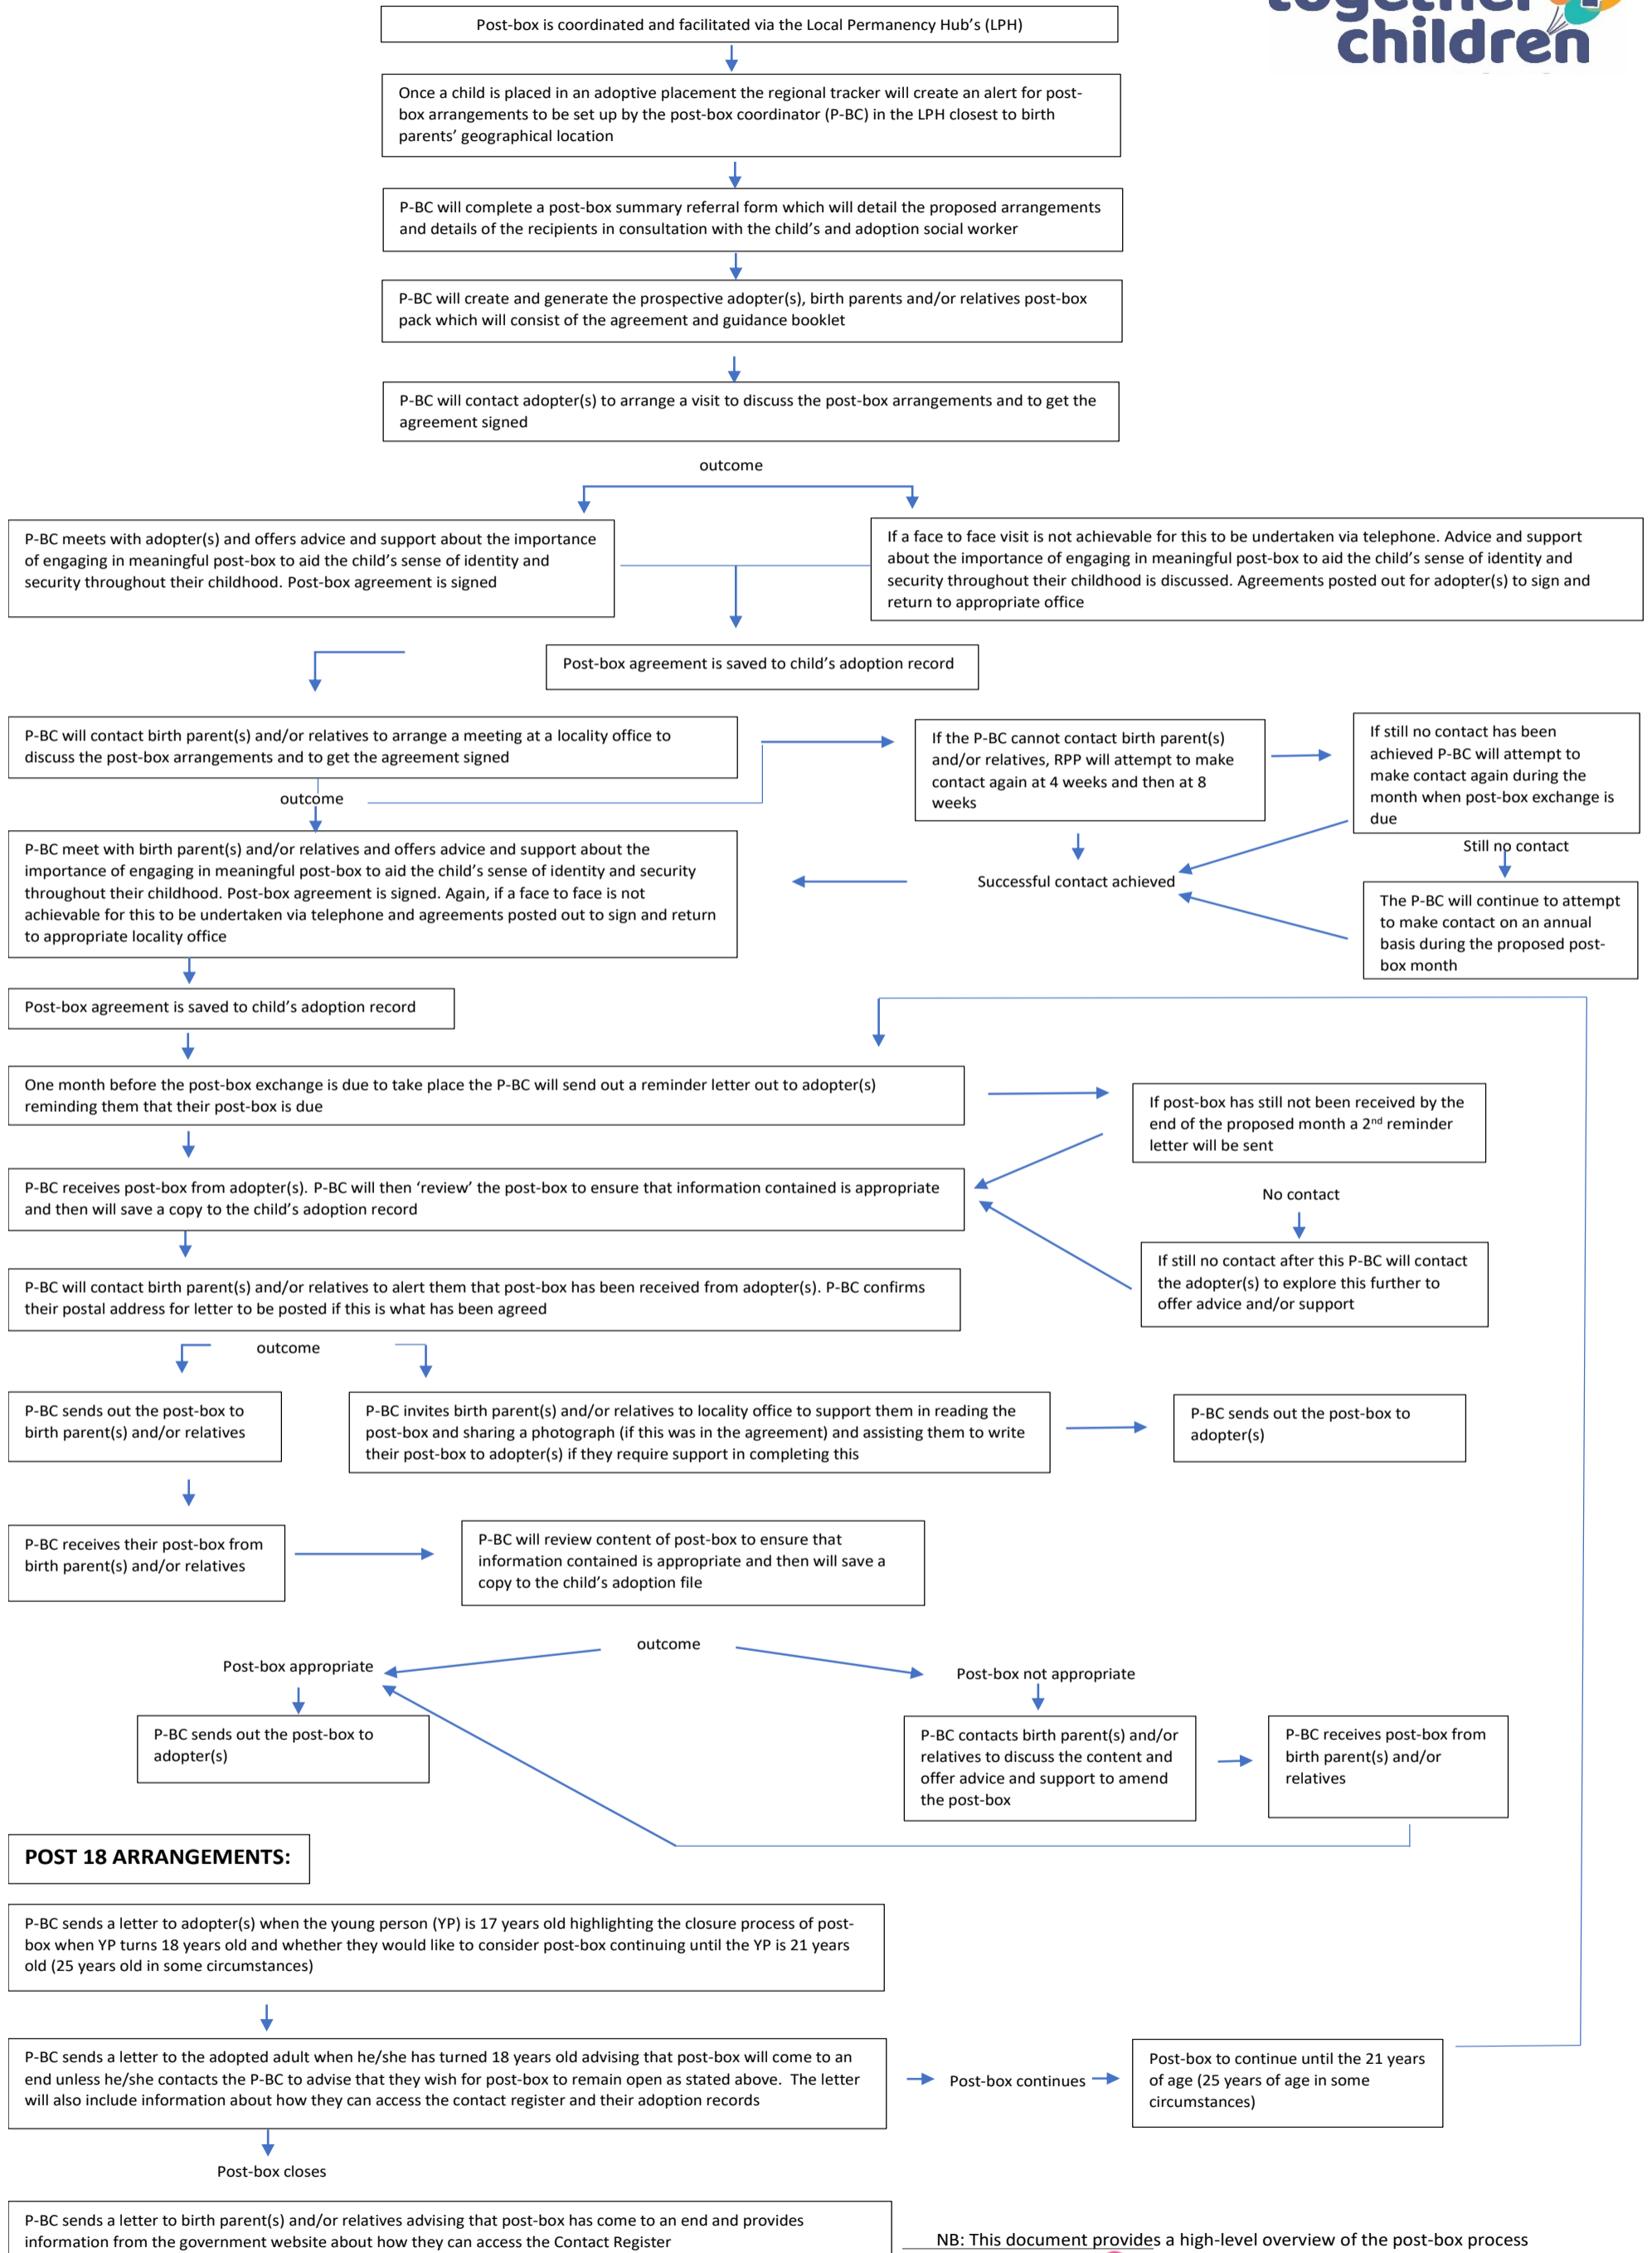 together
children
Post-box is coordinated and facilitated via the Local Permanency Hub's (LPH)
Once a child is placed in an adoptive placement the regional tracker will create an alert for post-
box arrangements to be set up by the post-box coordinator (P-BC) in the LPH closest to birth
parents' geographical location
P-BC will complete a post-box summary referral form which will detail the proposed arrangements
and details of the recipients in consultation with the child's and adoption social worker
P-BC will create and generate the prospective adopter(s), birth parents and/or relatives post-box
pack which will consist of the agreement and guidance booklet
P-BC will contact adopter(s) to arrange a visit to discuss the post-box arrangements and to get the
agreement signed
outcome
P-BC meets with adopter(s) and offers advice and support about the importance
of engaging in meaningful post-box to aid the child's sense of identity and
security throughout their childhood. Post-box agreement is signed
If a face to face visit is not achievable for this to be undertaken via telephone. Advice and support
about the importance of engaging in meaningful post-box to aid the child's sense of identity and
security throughout their childhood is discussed. Agreements posted out for adopter(s) to sign and
return to appropriate office
Post-box agreement is saved to child's adoption record
P-BC will contact birth parent(s) and/or relatives to arrange a meeting at a locality office to
discuss the post-box arrangements and to get the agreement signed
If the P-BC cannot contact birth parent(s)
and/or relatives, RPP will attempt to make
contact again at 4 weeks and then at 8
weeks
If still no contact has been
achieved P-BC will attempt to
make contact again during the
month when post-box exchange is
due
outcome
P-BC meet with birth parent(s) and/or relatives and offers advice and support about the
importance of engaging in meaningful post-box to aid the child's sense of identity and security
throughout their childhood. Post-box agreement is signed. Again, if a face to face is not
achievable for this to be undertaken via telephone and agreements posted out to sign and return
to appropriate locality office
Successful contact achieved
Still no contact
The P-BC will continue to attempt
to make contact on an annual
basis during the proposed post-
box month
Post-box agreement is saved to child's adoption record
One month before the post-box exchange is due to take place the P-BC will send out a reminder letter out to adopter(s)
reminding them that their post-box is due
If post-box has still not been received by the
end of the proposed month a 2nd reminder
letter will be sent
P-BC receives post-box from adopter(s). P-BC will then 'review' the post-box to ensure that information contained is appropriate
and then will save a copy to the child's adoption record
No contact
If still no contact after this P-BC will contact
the adopter(s) to explore this further to
offer advice and/or support
P-BC will contact birth parent(s) and/or relatives to alert them that post-box has been received from adopter(s). P-BC confirms
their postal address for letter to be posted if this is what has been agreed
outcome
P-BC sends out the post-box to
birth parent(s) and/or relatives
P-BC invites birth parent(s) and/or relatives to locality office to support them in reading the
post-box and sharing a photograph (if this was in the agreement) and assisting them to write
their post-box to adopter(s) if they require support in completing this
P-BC sends out the post-box to
adopter(s)
P-BC receives their post-box from
birth parent(s) and/or relatives
P-BC will review content of post-box to ensure that
information contained is appropriate and then will save a
copy to the child's adoption file
outcome
Post-box appropriate
Post-box not appropriate
P-BC sends out the post-box to
adopter(s)
P-BC contacts birth parent(s) and/or
relatives to discuss the content and
offer advice and support to amend
the post-box
P-BC receives post-box from
birth parent(s) and/or
relatives
POST 18 ARRANGEMENTS:
P-BC sends a letter to adopter(s) when the young person (YP) is 17 years old highlighting the closure process of post-
box when YP turns 18 years old and whether they would like to consider post-box continuing until the YP is 21 years
old (25 years old in some circumstances)
P-BC sends a letter to the adopted adult when he/she has turned 18 years old advising that post-box will come to an
end unless he/she contacts the P-BC to advise that they wish for post-box to remain open as stated above. The letter
will also include information about how they can access the contact register and their adoption records
Post-box continues
Post-box to continue until the 21 years
of age (25 years of age in some
circumstances)
Post-box closes
P-BC sends a letter to birth parent(s) and/or relatives advising that post-box has come to an end and provides
information from the government website about how they can access the Contact Register
NB: This document provides a high-level overview of the post-box process